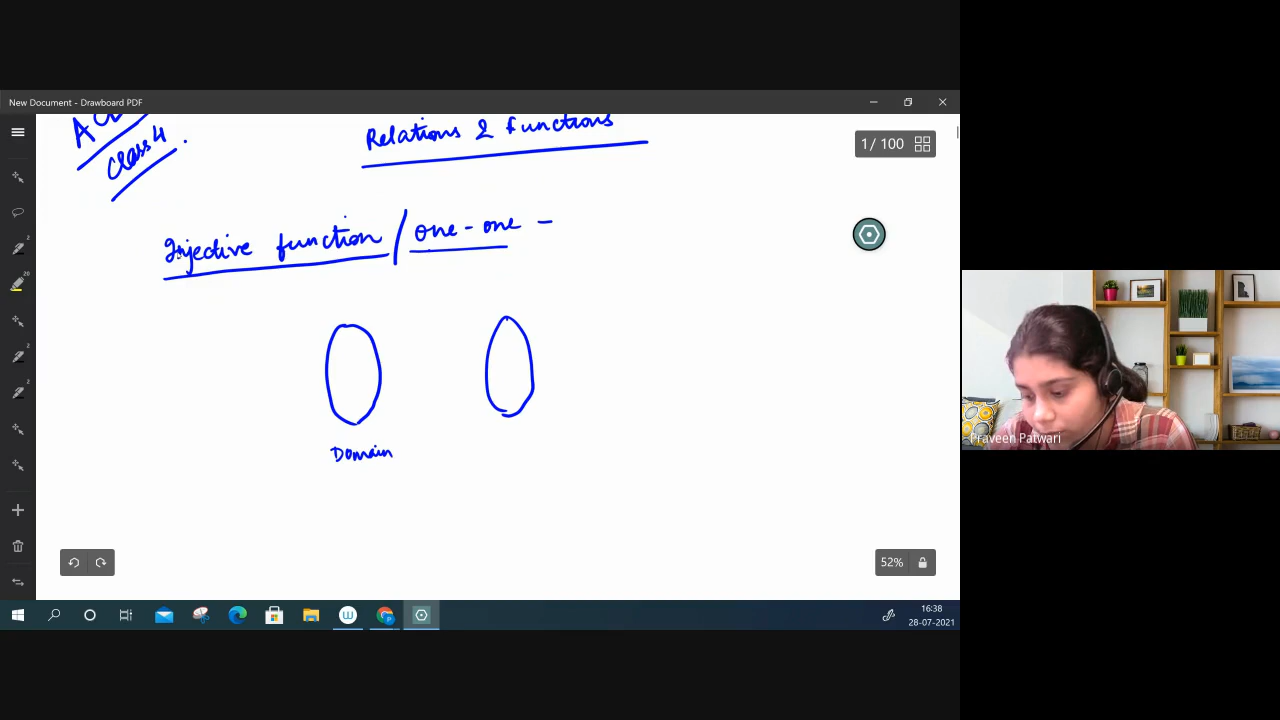 New Document - Drawboard PDF
Class 4.
Relations & functions
1 / 100
Injective function / one - one -
Domain
Praveen Patwari
52%
16:38
28-07-2021